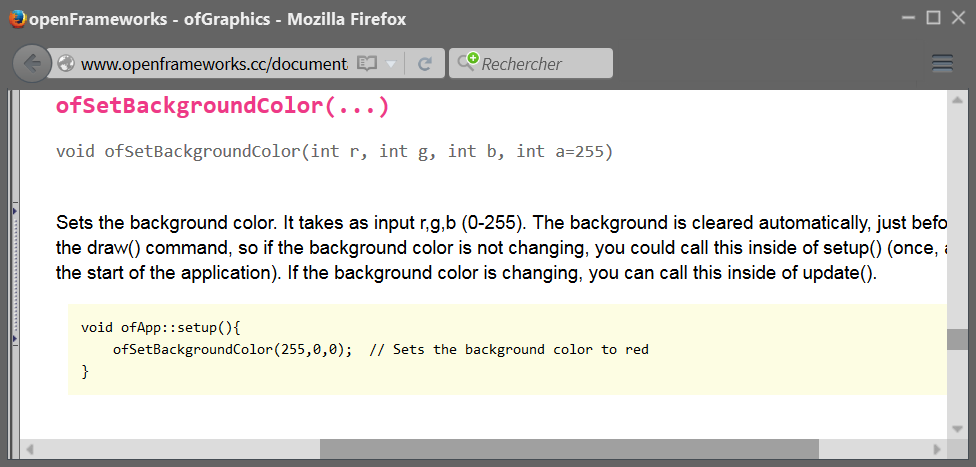 openFrameworks - ofGraphics - Mozilla Firefox
www.openframeworks.cc/document
Rechercher
ofSetBackgroundColor(...)
void ofSetBackgroundColor(int r, int g, int b, int a=255)
Sets the background color. It takes as input r,g,b (0-255). The background is cleared automatically, just befo
the draw() command, so if the background color is not changing, you could call this inside of setup() (once, a
the start of the application). If the background color is changing, you can call this inside of update().
void ofApp::setup(){
    ofSetBackgroundColor(255,0,0);  // Sets the background color to red
}